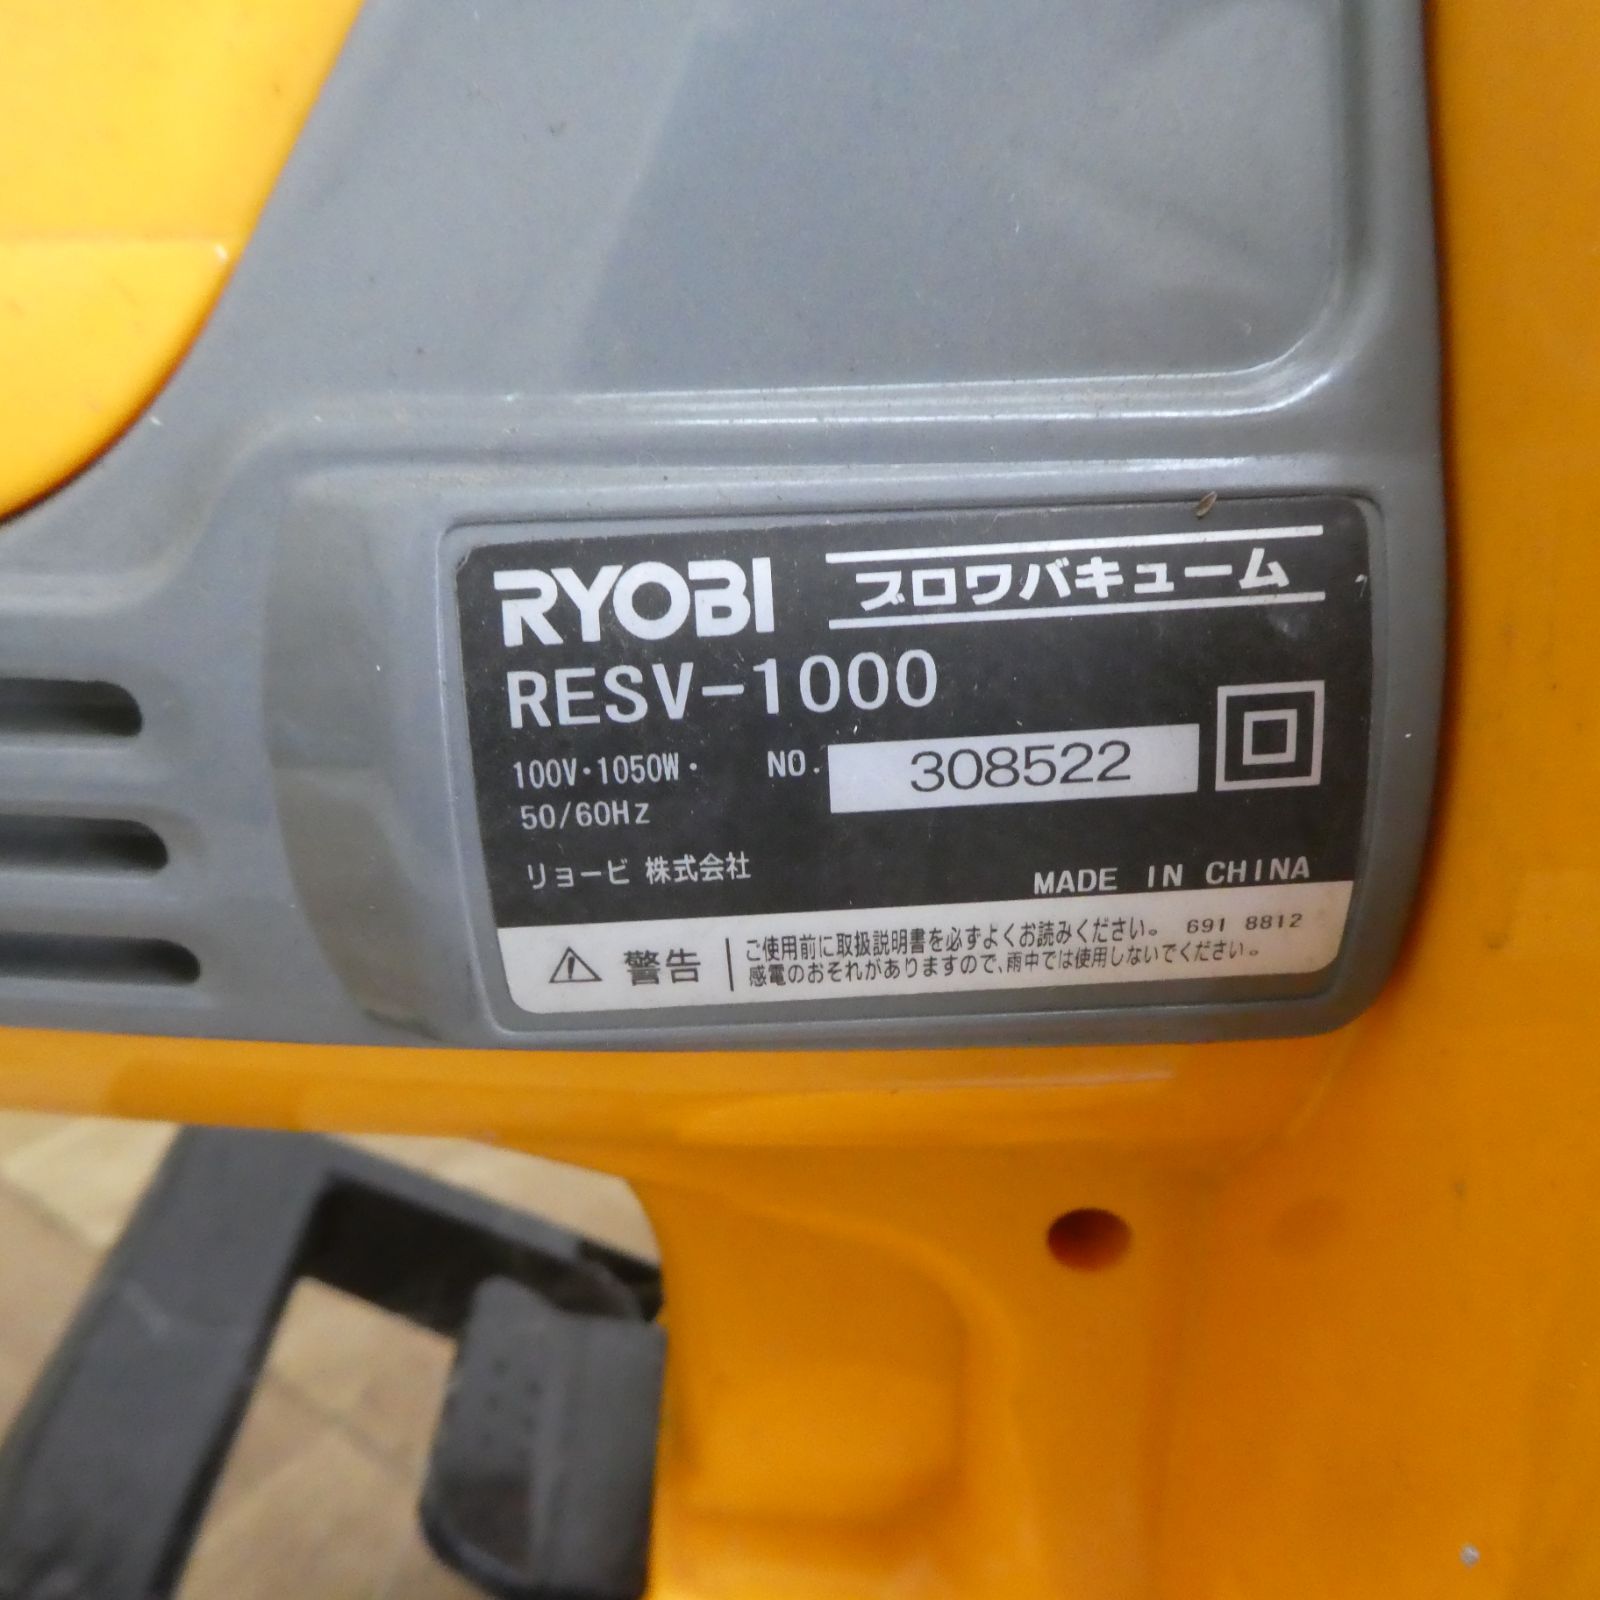 RYOBI ブロワバキューム
RESV-1000
100V・1050W・ NO. 308522
50/60Hz
リョービ 株式会社 MADE IN CHINA
警告 ご使用前に取扱説明書を必ずよくお読みください。 691 8812
感電のおそれがありますので、雨中では使用しないでください。